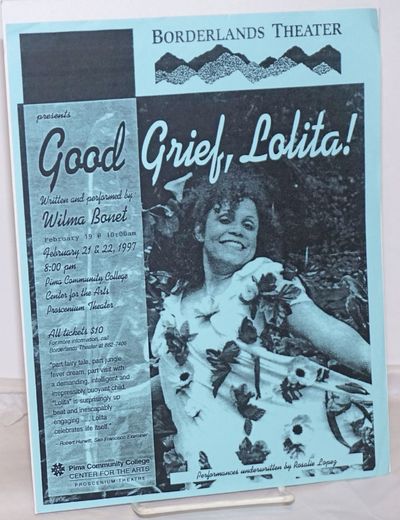 BORDERLANDS THEATER
presents
Good Grief, Lolita!
Written and performed by
Wilma Bonet
February 19 @ 10:00am
February 21 & 22, 1997
8:00 pm
Pima Community College
Center for the Arts
Proscenium Theater
All tickets $10
For more information, call
Borderlands Theater at 882-7406
"part fairy tale, part jungle
fever dream, part visit with
a demanding, intelligent and
irrepressibly buoyant child.
"Lolita" is surprisingly up
beat and inescapably
engaging ....Lolita
celebrates life itself."
- Robert Hurwitt, San Francisco Examiner
Pima Community College
CENTER FOR THE ARTS
PROSCENIUM THEATRE
Performances underwritten by Rosalie Lopez